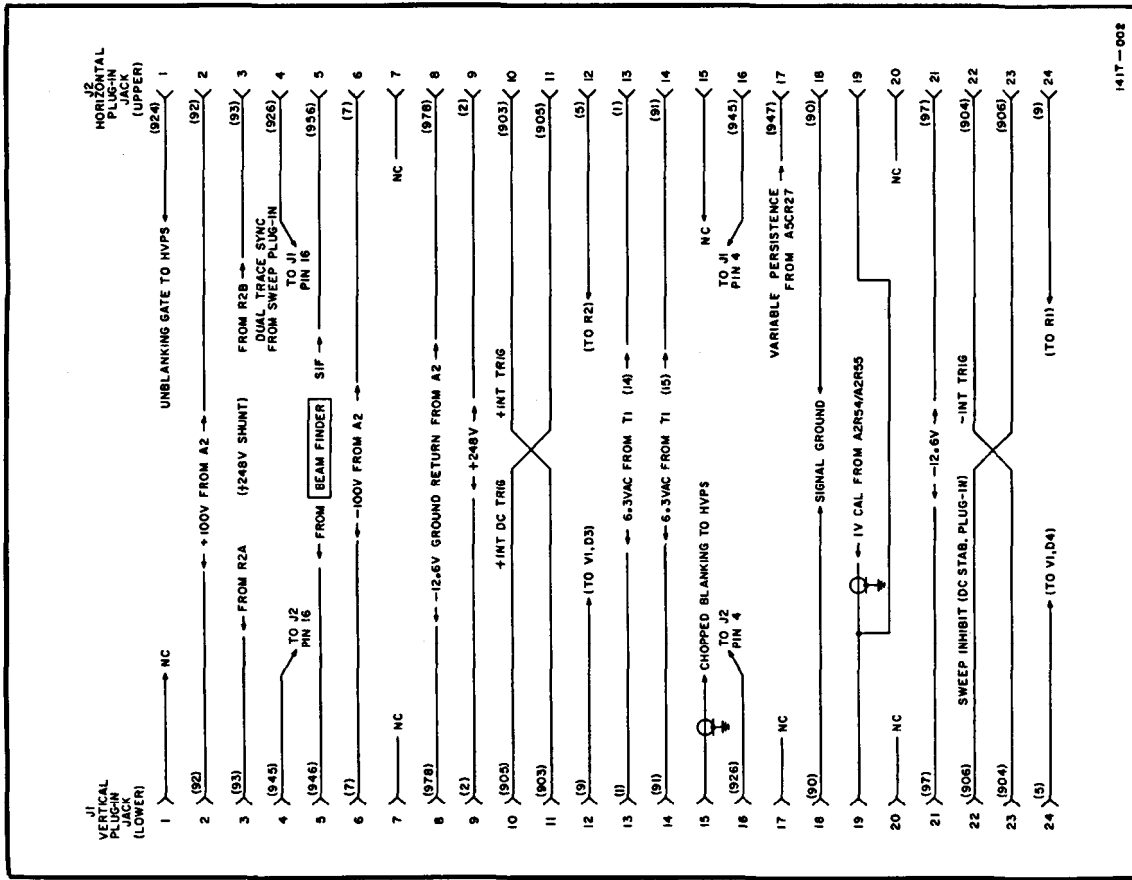 J1
VERTICAL
PLUG-IN
JACK
(LOWER)
J2
HORIZONTAL
PLUG-IN
JACK
(UPPER)
1 NC UNBLANKING GATE TO HVPS (924) 1
2 (92) +100V FROM A2 (92) 2
3 (93) FROM R2A (+248V SHUNT) FROM R2B (93) 3
DUAL TRACE SYNC
FROM SWEEP PLUG-IN
4 (945) TO J2 PIN 16 TO J1 PIN 16 (926) 4
5 (946) FROM BEAM FINDER SIF (956) 5
6 (7) -100V FROM A2 (7) 6
7 NC NC 7
8 (978) -12.6V GROUND RETURN FROM A2 (978) 8
9 (2) +248V (2) 9
+INT DC TRIG +INT TRIG
10 (905) (903) 10
11 (903) (905) 11
12 (9) (TO V1,D3) (TO R2) (5) 12
13 (1) 6.3VAC FROM T1 (14) (1) 13
14 (91) 6.3VAC FROM T1 (15) (91) 14
15 CHOPPED BLANKING TO HVPS NC 15
16 (926) TO J2 PIN 4 TO J1 PIN 4 (945) 16
17 NC VARIABLE PERSISTENCE FROM A5CR27 (947) 17
18 (90) SIGNAL GROUND (90) 18
19 1V CAL FROM A2R54/A2R55 19
20 NC NC 20
21 (97) -12.6V (97) 21
SWEEP INHIBIT (DC STAB. PLUG-IN) -INT TRIG
22 (906) (904) 22
23 (904) (906) 23
24 (5) (TO V1,D4) (TO R1) (9) 24
141T-002